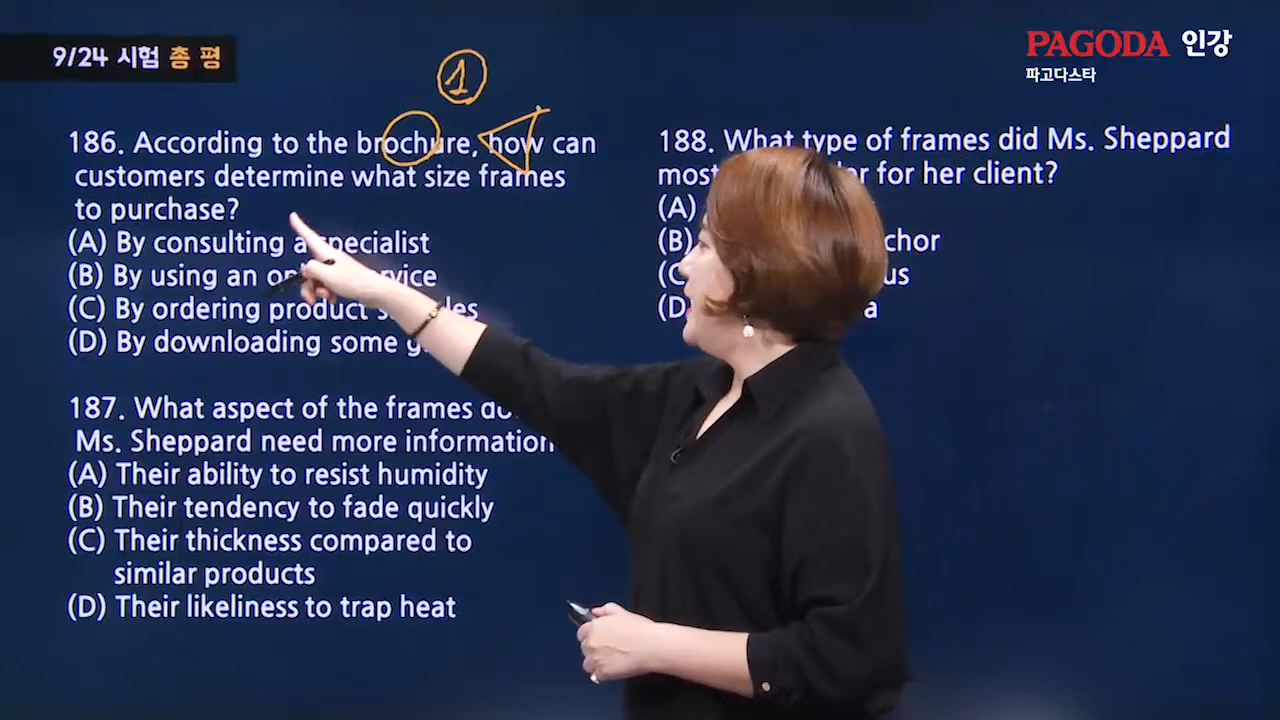 9/24 시험 총 평
PAGODA 인강
파고다스타
1
186. According to the brochure, how can
customers determine what size frames
to purchase?
(A) By consulting a specialist
(B) By using an
(C) By ordering product
(D) By downloading some
187. What aspect of the frames
Ms. Sheppard need more information
(A) Their ability to resist humidity
(B) Their tendency to fade quickly
(C) Their thickness compared to
similar products
(D) Their likeliness to trap heat
188. What type of frames did Ms. Sheppard
most for her client?
(A)
(B)
(C)
(D)